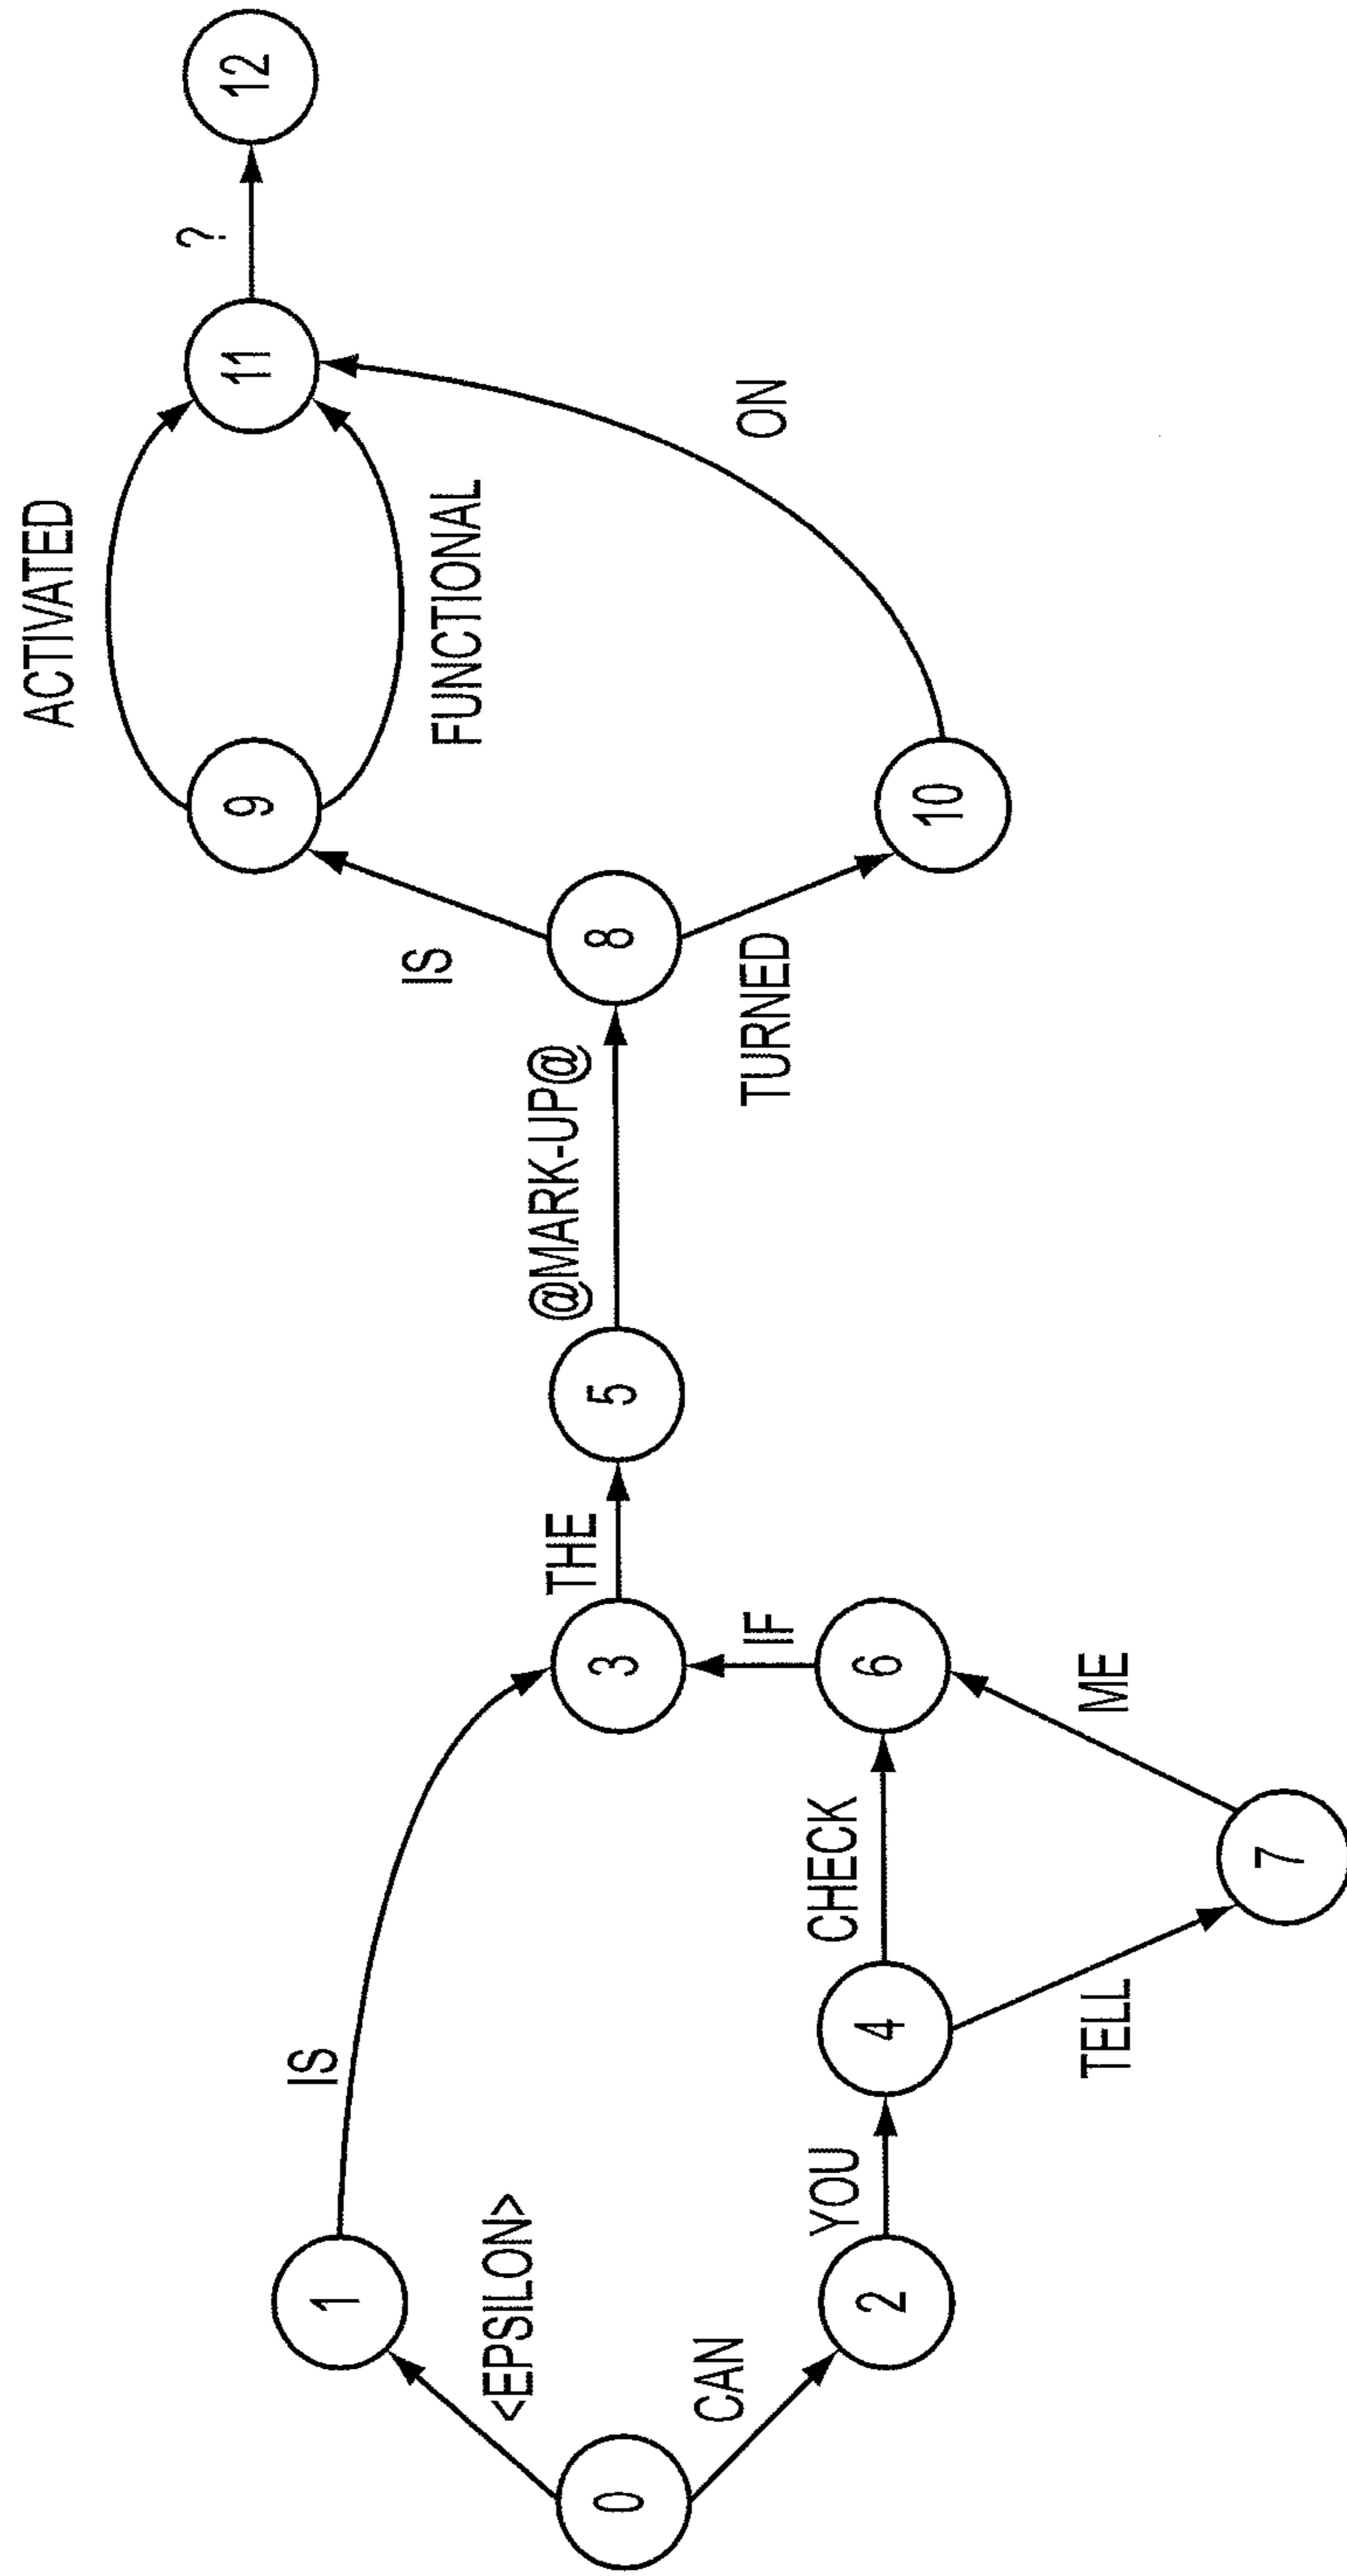 0
<EPSILON>
CAN
1
2
IS
YOU
4
CHECK
TELL
7
ME
6
IF
3
THE
5
@MARK-UP@
8
IS
TURNED
9
10
ACTIVATED
FUNCTIONAL
ON
11
?
12